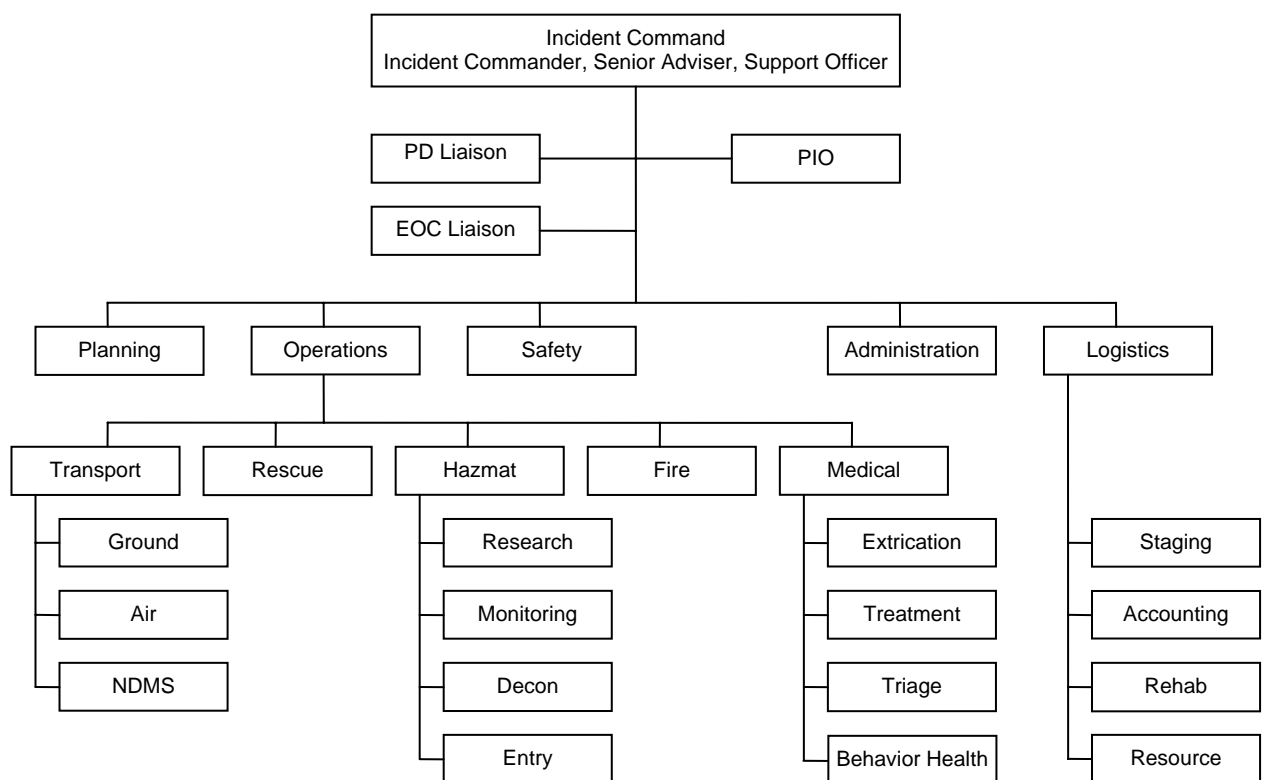 Incident Command
Incident Commander, Senior Adviser, Support Officer
PD Liaison
PIO
EOC Liaison
Planning
Operations
Safety
Administration
Logistics
Transport
Rescue
Hazmat
Fire
Medical
Ground
Research
Extrication
Staging
Air
Monitoring
Treatment
Accounting
NDMS
Decon
Triage
Rehab
Entry
Behavior Health
Resource